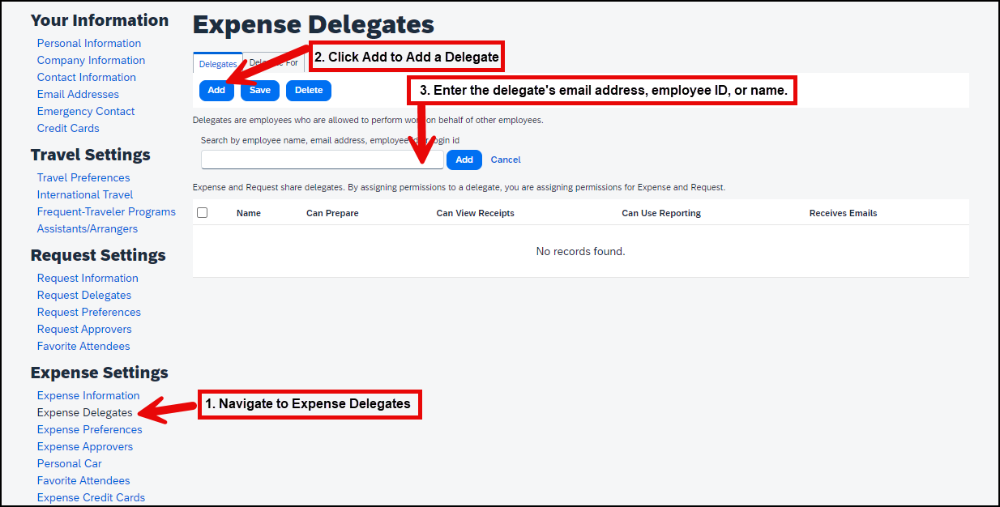 Your Information
Personal Information
Company Information
Contact Information
Email Addresses
Emergency Contact
Credit Cards
Travel Settings
Travel Preferences
International Travel
Frequent-Traveler Programs
Assistants/Arrangers
Request Settings
Request Information
Request Delegates
Request Preferences
Request Approvers
Favorite Attendees
Expense Settings
Expense Information
Expense Delegates
Expense Preferences
Expense Approvers
Personal Car
Favorite Attendees
Expense Credit Cards
1. Navigate to Expense Delegates
Expense Delegates
Delegates For
2. Click Add to Add a Delegate
Add Save Delete
3. Enter the delegate's email address, employee ID, or name.
Delegates are employees who are allowed to perform on behalf of other employees.
Search by employee name, email address, employee login id
Add Cancel
Expense and Request share delegates. By assigning permissions to a delegate, you are assigning permissions for Expense and Request.
Name Can Prepare Can View Receipts Can Use Reporting Receives Emails
No records found.